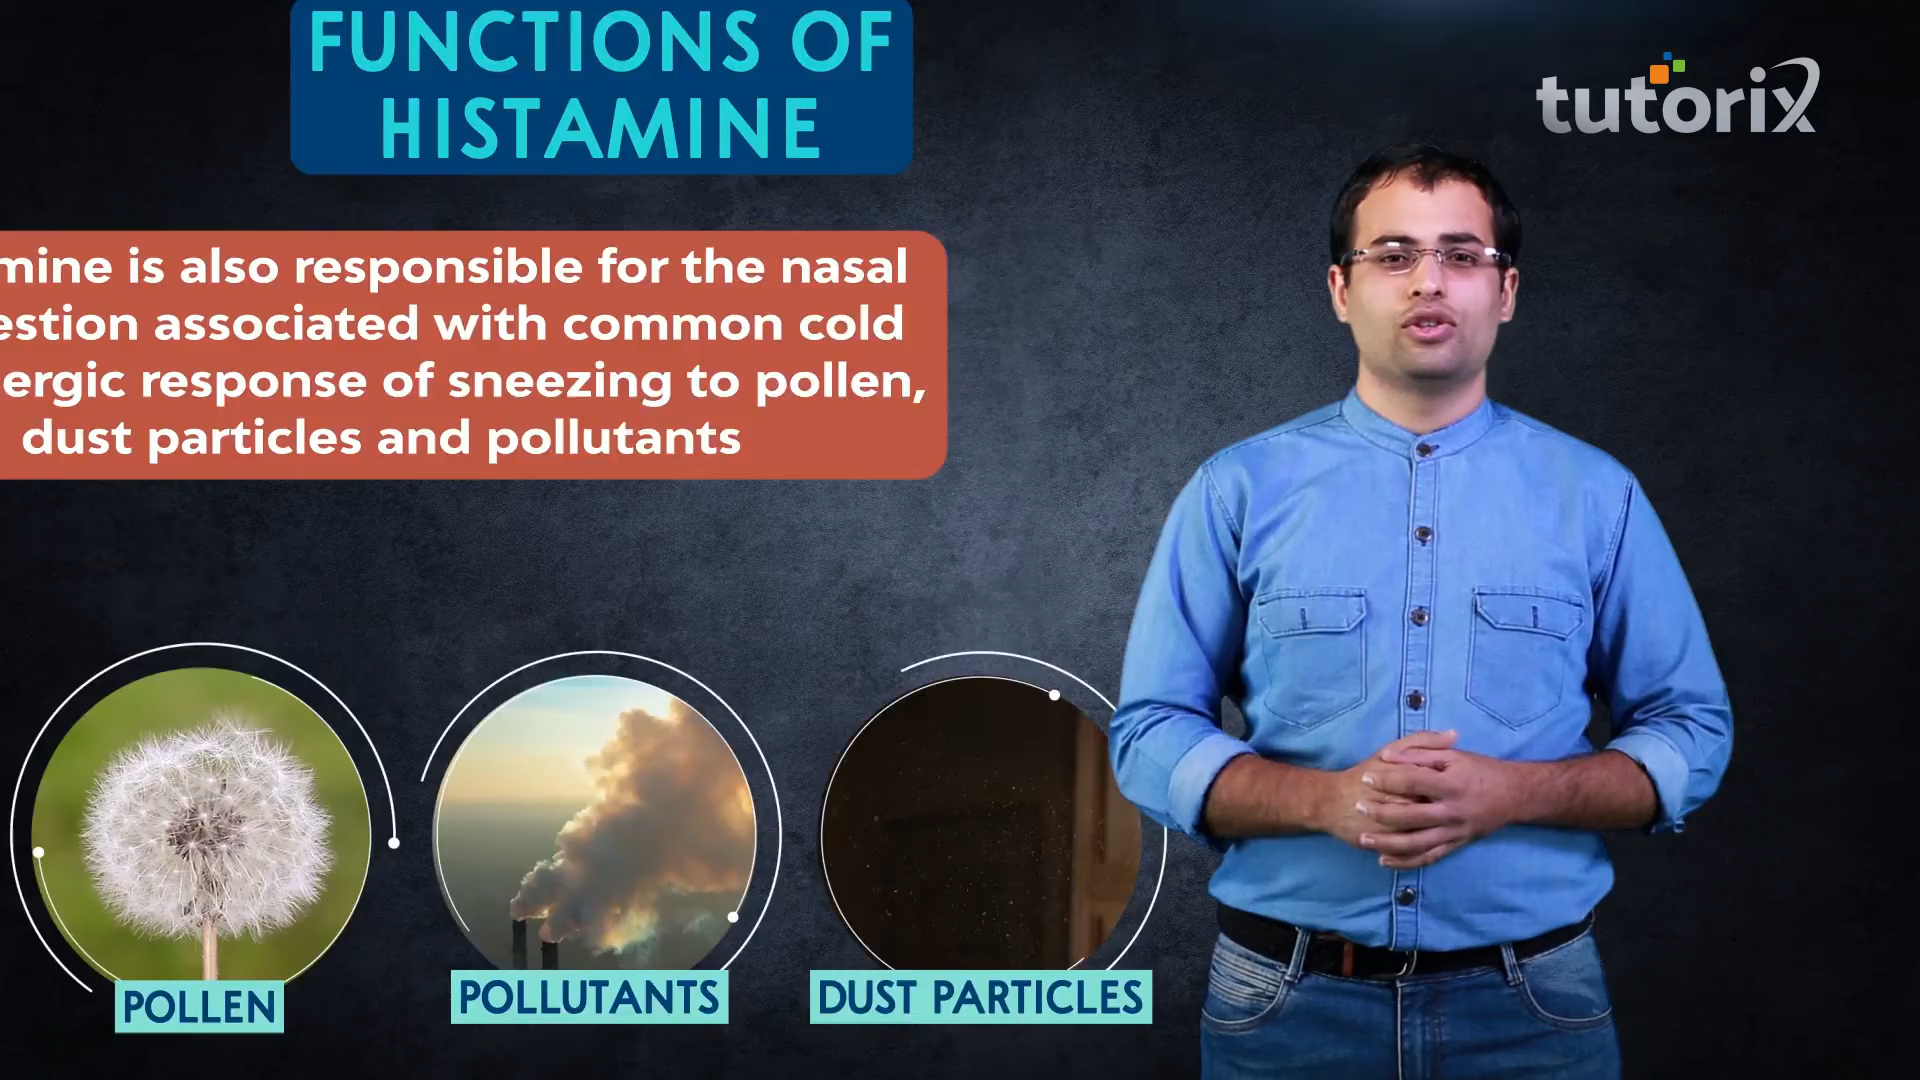 FUNCTIONS OF
HISTAMINE
tutorix
mine is also responsible for the nasal
estion associated with common cold
ergic response of sneezing to pollen,
dust particles and pollutants
POLLEN
POLLUTANTS
DUST PARTICLES